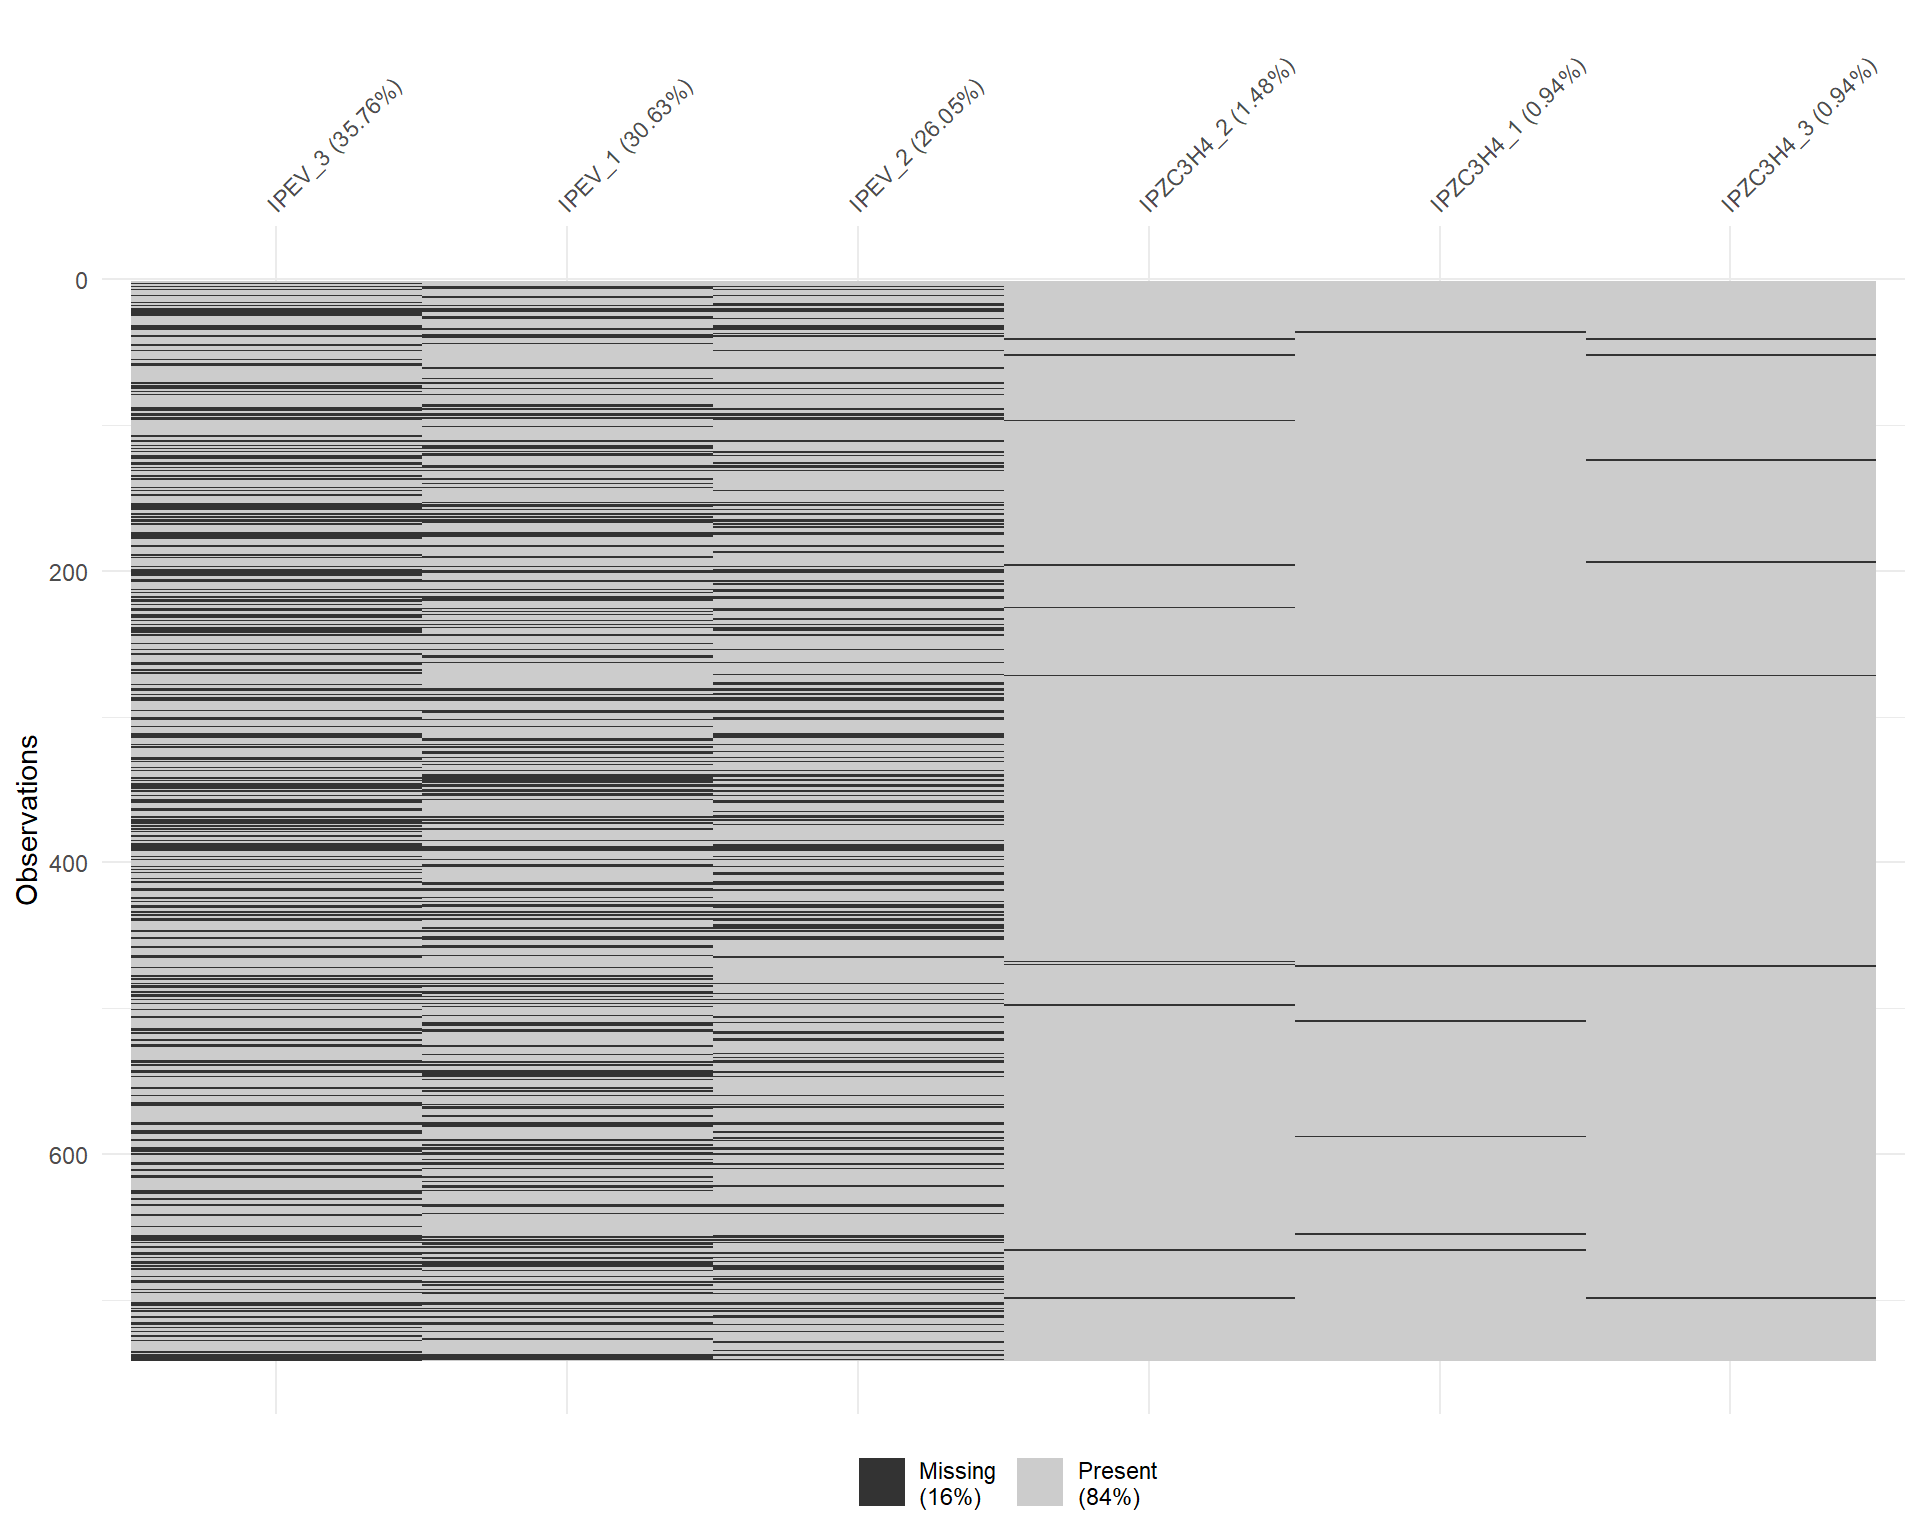 IPEV_3 (35.76%)
IPEV_1 (30.63%)
IPEV_2 (26.05%)
IPZC3H4_2 (1.48%)
IPZC3H4_1 (0.94%)
IPZC3H4_3 (0.94%)
0
200
400
600
Observations
Missing
(16%)
Present
(84%)